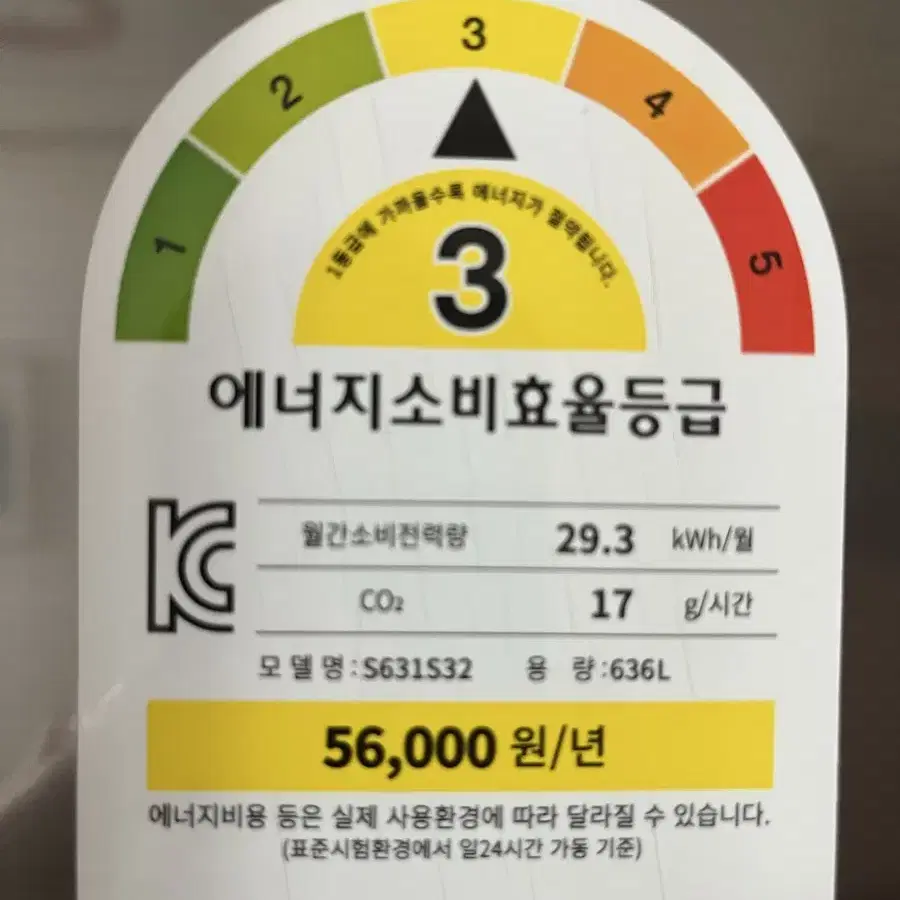 1 2 3 4 5
1등급에 가까울수록 에너지가 절약됩니다.
3
에너지소비효율등급
월간소비전력량 29.3 kWh/월
CO₂ 17 g/시간
모델명:S631S32 용 량:636L
56,000 원/년
에너지비용 등은 실제 사용환경에 따라 달라질 수 있습니다.
(표준시험환경에서 일24시간 가동 기준)